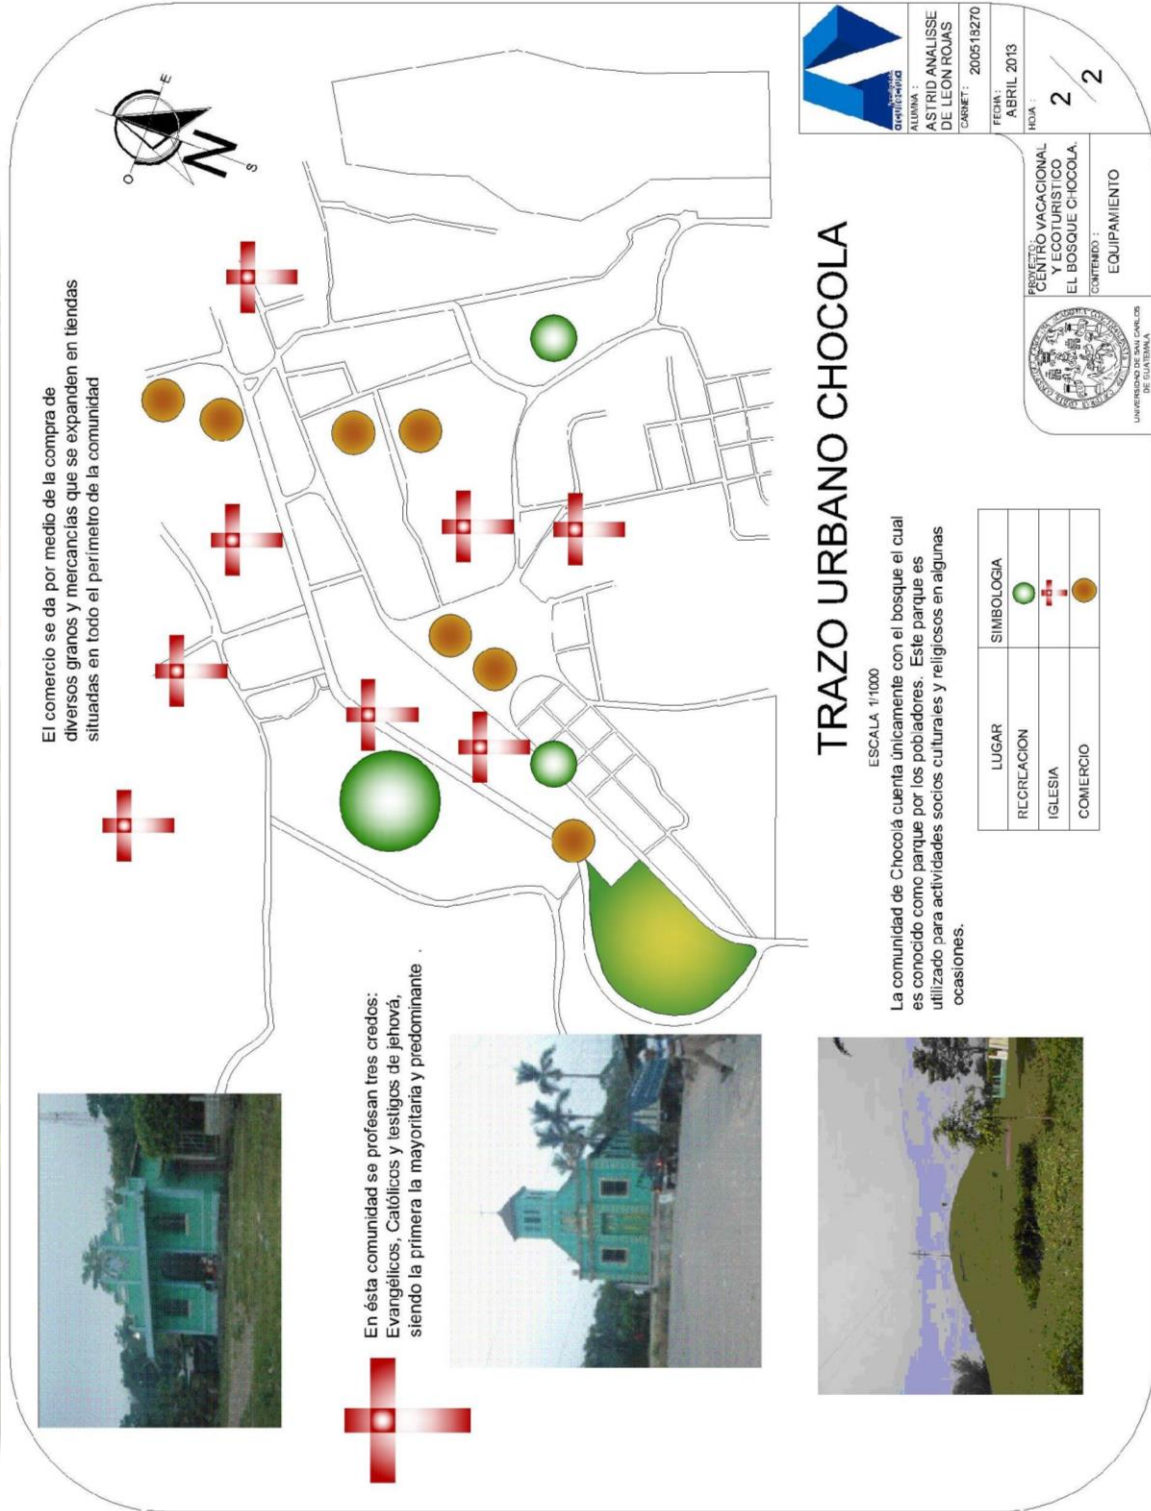 El comercio se da por medio de la compra de
diversos granos y mercancías que se expanden en tiendas
situadas en todo el perímetro de la comunidad
O
E
N
S
En ésta comunidad se profesan tres credos:
Evangélicos, Católicos y testigos de jehová,
siendo la primera la mayoritaria y predominante .
TRAZO URBANO CHOCOLA
ESCALA 1/1000
La comunidad de Chocolá cuenta únicamente con el bosque el cual
es conocido como parque por los pobladores. Este parque es
utilizado para actividades socios culturales y religiosos en algunas
ocasiones.
LUGAR SIMBOLOGIA
RECREACION
IGLESIA
COMERCIO
UNIVERSIDAD DE SAN CARLOS
DE GUATEMALA
PROYECTO:
CENTRO VACACIONAL
Y ECOTURISTICO
EL BOSQUE CHOCOLA.
CONTENIDO :
EQUIPAMIENTO
arquitectura
ALUMNA :
ASTRID ANALISSE
DE LEON ROJAS
CARNET : 200518270
FECHA :
ABRIL 2013
HOJA :
2/2